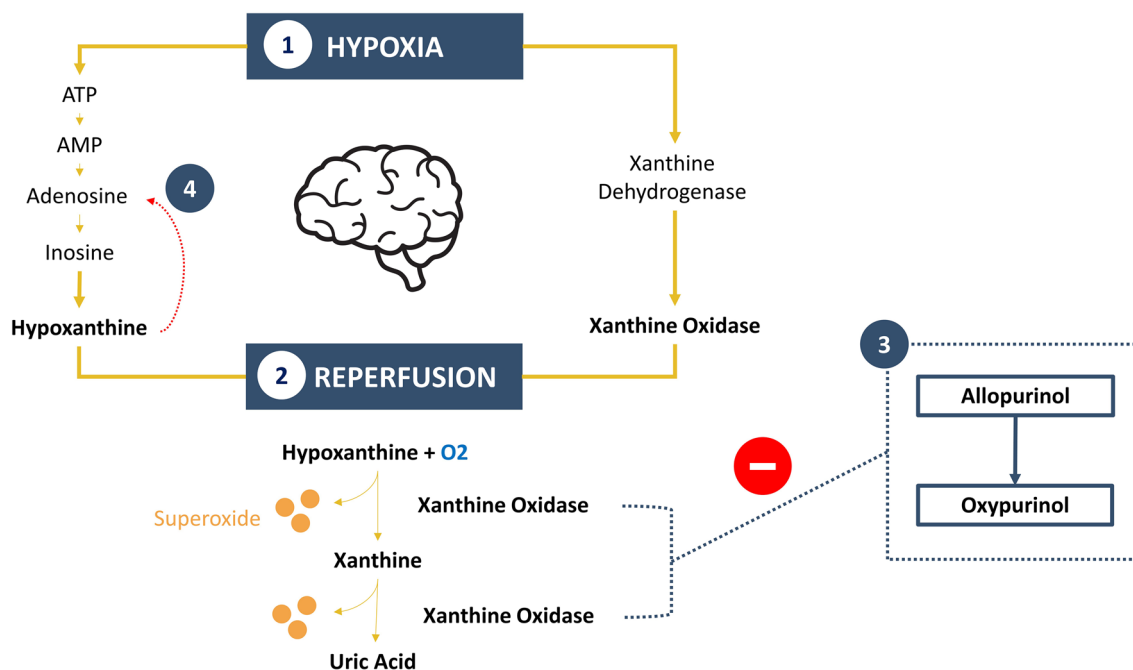 1 HYPOXIA
ATP
AMP
Adenosine
4
Inosine
Hypoxanthine
Xanthine
Dehydrogenase
Xanthine Oxidase
2 REPERFUSION
3
Allopurinol
Oxypurinol
Hypoxanthine + O2
Superoxide
Xanthine Oxidase
Xanthine
Xanthine Oxidase
Uric Acid